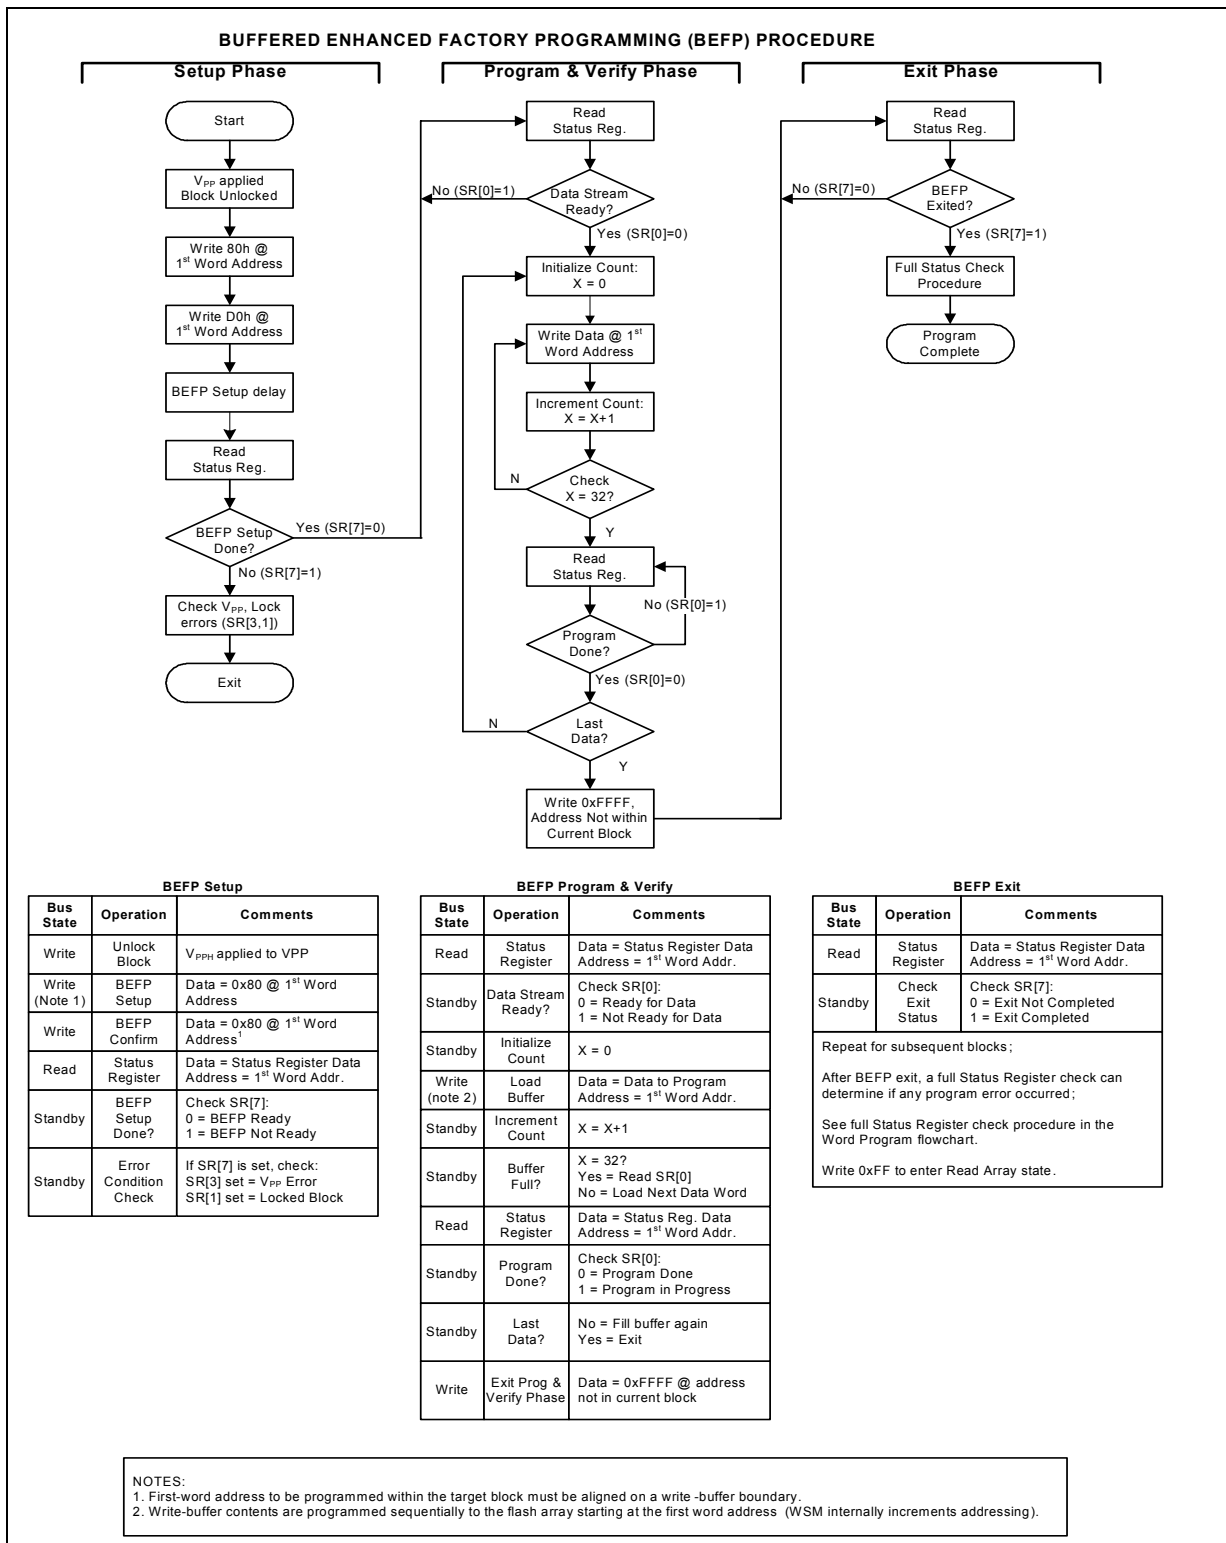 BUFFERED ENHANCED FACTORY PROGRAMMING (BEFP) PROCEDURE
Setup Phase
Program & Verify Phase
Exit Phase
Start
VPP applied
Block Unlocked
Write 80h @
1st Word Address
Write D0h @
1st Word Address
BEFP Setup delay
Read
Status Reg.
BEFP Setup
Done?
Yes (SR[7]=0)
No (SR[7]=1)
Check VPP, Lock
errors (SR[3,1])
Exit
Read
Status Reg.
No (SR[0]=1)
Data Stream
Ready?
Yes (SR[0]=0)
Initialize Count:
X = 0
Write Data @ 1st
Word Address
Increment Count:
X = X+1
N
Check
X = 32?
Y
Read
Status Reg.
No (SR[0]=1)
Program
Done?
Yes (SR[0]=0)
N
Last
Data?
Y
Write 0xFFFF,
Address Not within
Current Block
Read
Status Reg.
No (SR[7]=0)
BEFP
Exited?
Yes (SR[7]=1)
Full Status Check
Procedure
Program
Complete
BEFP Setup
Bus State Operation Comments
Write Unlock Block VPPH applied to VPP
Write (Note 1) BEFP Setup Data = 0x80 @ 1st Word Address
Write BEFP Confirm Data = 0x80 @ 1st Word Address1
Read Status Register Data = Status Register Data Address = 1st Word Addr.
Standby BEFP Setup Done? Check SR[7]:
0 = BEFP Ready
1 = BEFP Not Ready
Standby Error Condition Check If SR[7] is set, check:
SR[3] set = VPP Error
SR[1] set = Locked Block
BEFP Program & Verify
Bus State Operation Comments
Read Status Register Data = Status Register Data Address = 1st Word Addr.
Standby Data Stream Ready? Check SR[0]:
0 = Ready for Data
1 = Not Ready for Data
Standby Initialize Count X = 0
Write (note 2) Load Buffer Data = Data to Program Address = 1st Word Addr.
Standby Increment Count X = X+1
Standby Buffer Full? X = 32?
Yes = Read SR[0]
No = Load Next Data Word
Read Status Register Data = Status Reg. Data Address = 1st Word Addr.
Standby Program Done? Check SR[0]:
0 = Program Done
1 = Program in Progress
Standby Last Data? No = Fill buffer again
Yes = Exit
Write Exit Prog & Verify Phase Data = 0xFFFF @ address not in current block
BEFP Exit
Bus State Operation Comments
Read Status Register Data = Status Register Data Address = 1st Word Addr.
Standby Check Exit Status Check SR[7]:
0 = Exit Not Completed
1 = Exit Completed
Repeat for subsequent blocks;
After BEFP exit, a full Status Register check can
determine if any program error occurred;
See full Status Register check procedure in the
Word Program flowchart.
Write 0xFF to enter Read Array state.
NOTES:
1. First-word address to be programmed within the target block must be aligned on a write -buffer boundary.
2. Write-buffer contents are programmed sequentially to the flash array starting at the first word address (WSM internally increments addressing).